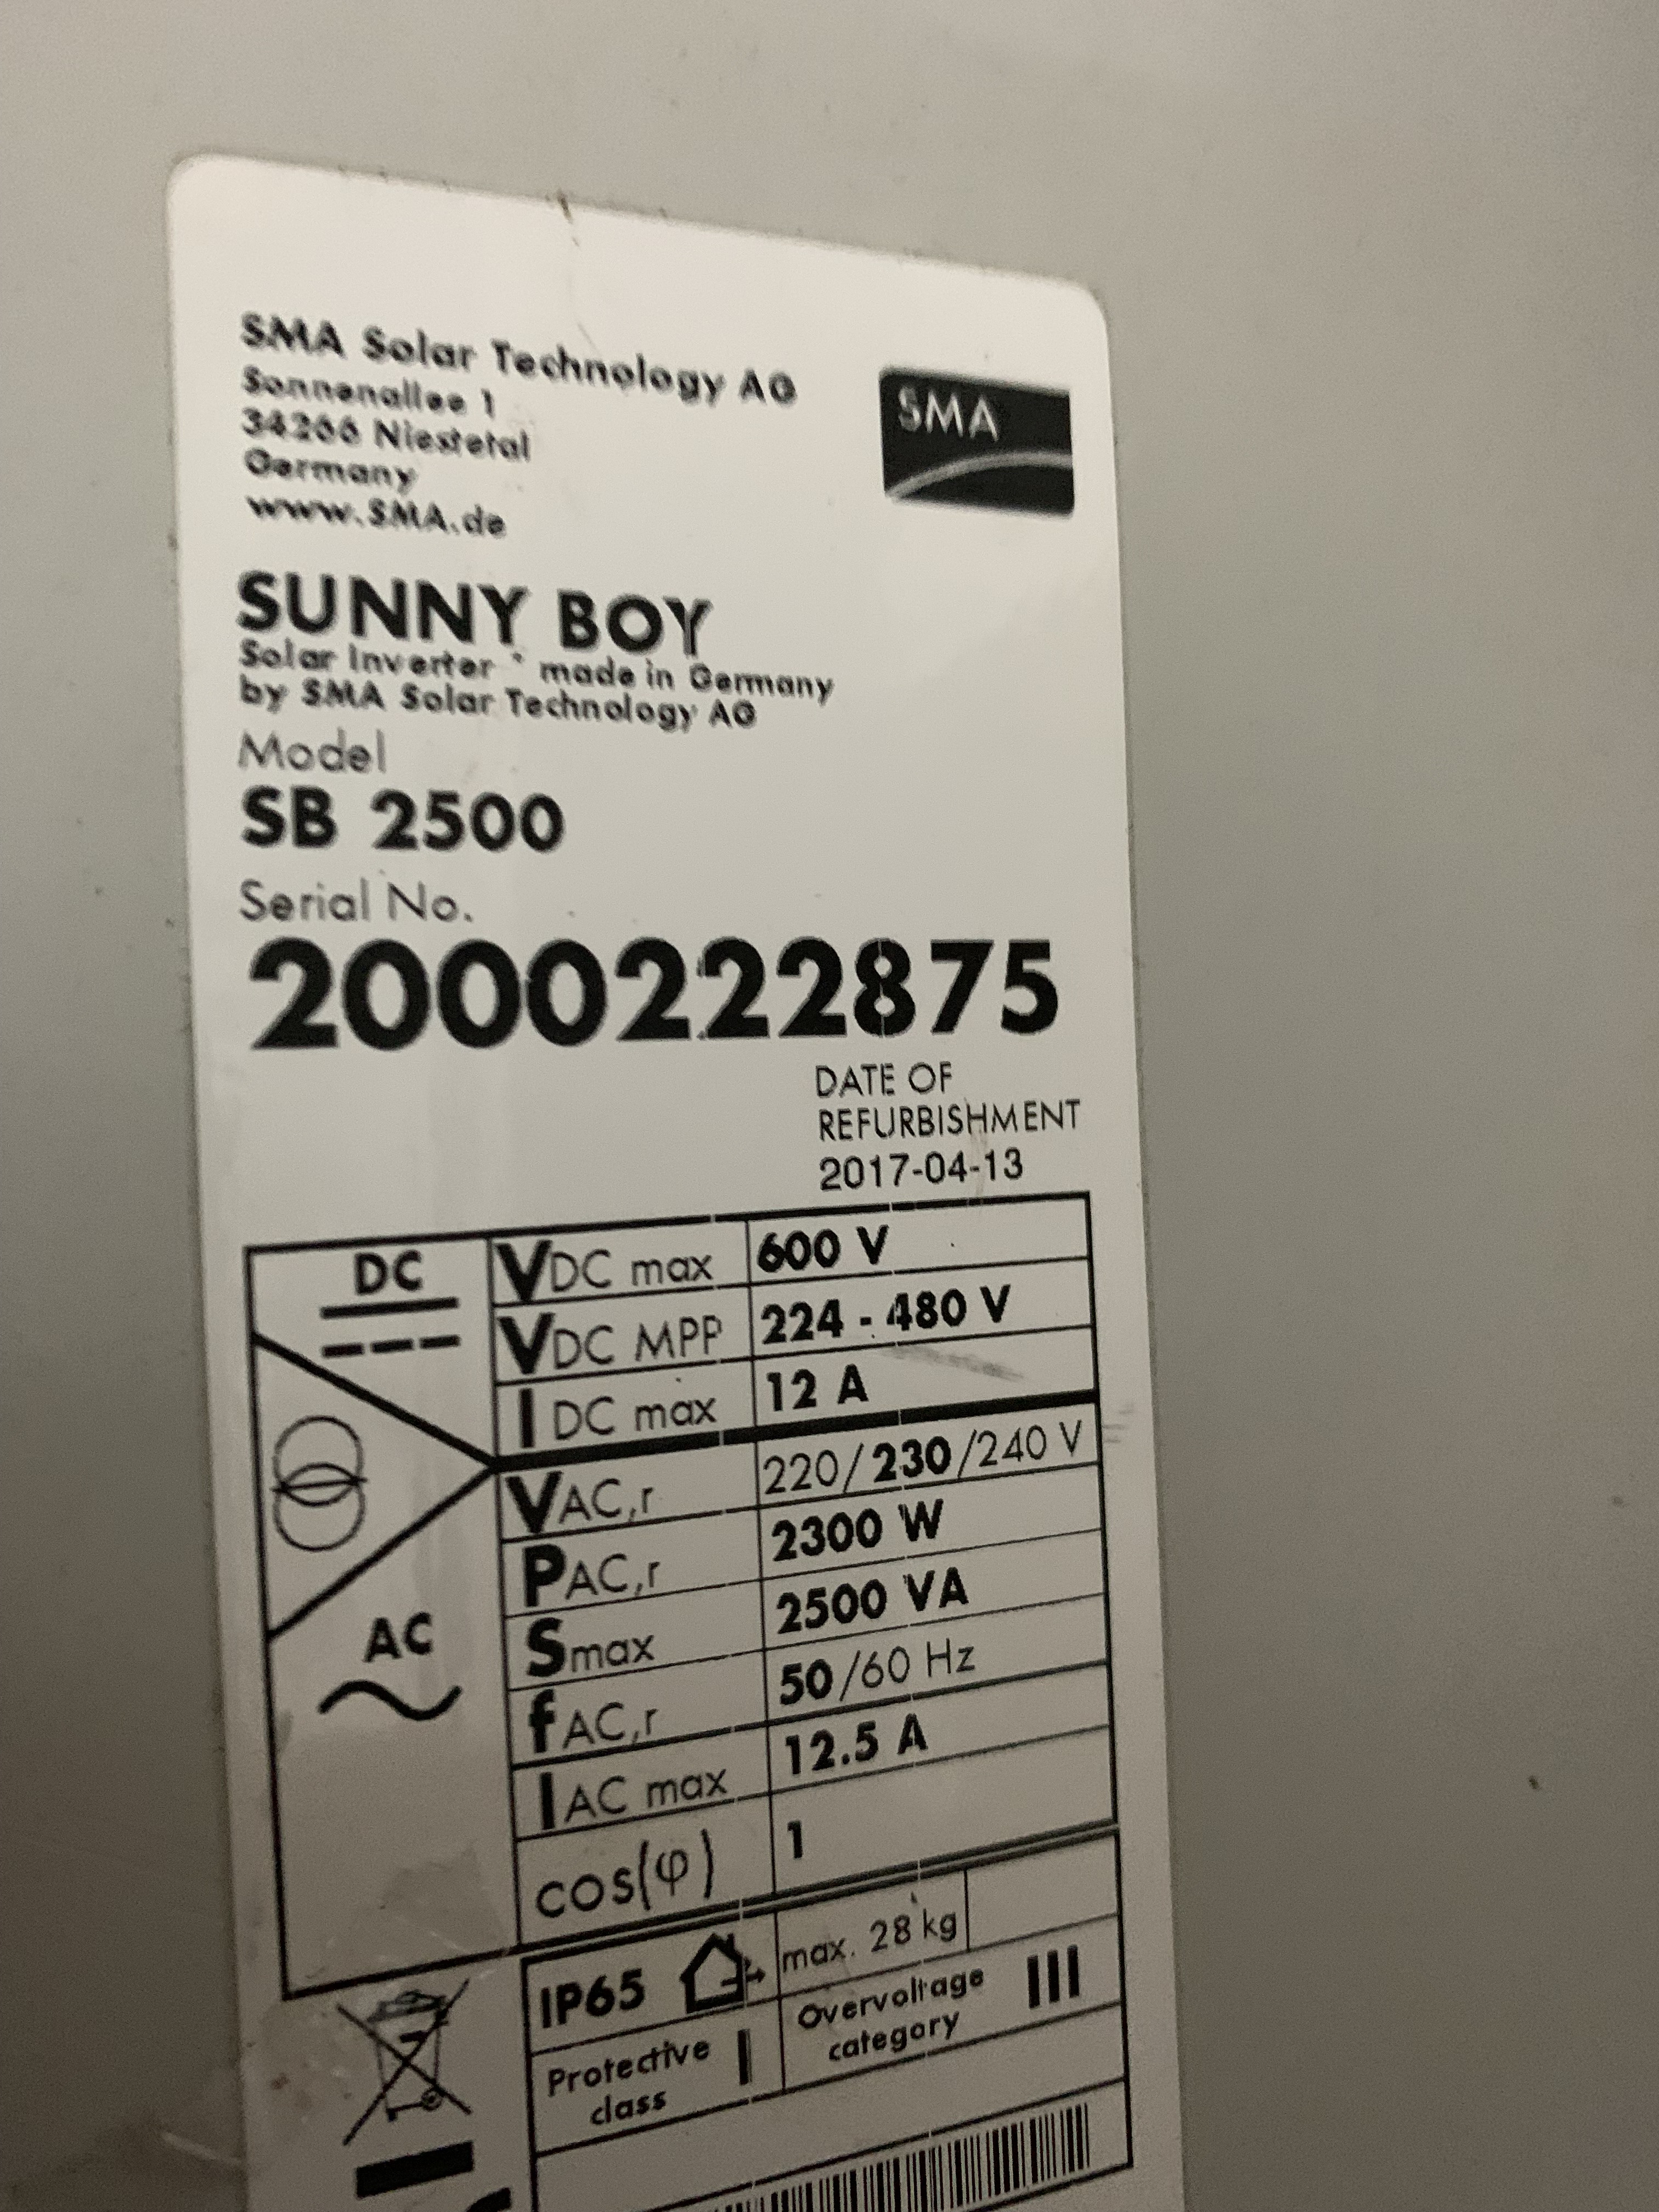 SMA Solar Technology AG
Sonnenallee 1
34266 Niestetal
Germany
www.SMA.de
SMA
SUNNY BOY
Solar Inverter * made in Germany
by SMA Solar Technology AG
Model
SB 2500
Serial No.
2000222875
DATE OF
REFURBISHMENT
2017-04-13
DC
VDC max 600 V
VDC MPP 224 - 480 V
I DC max 12 A
VAC,r 220/230/240 V
PAC,r 2300 W
AC
Smax 2500 VA
fAC,r 50/60 Hz
IAC max 12.5 A
cos(φ) 1
IP65 max. 28 kg
Protective I
class
Overvoltage III
category